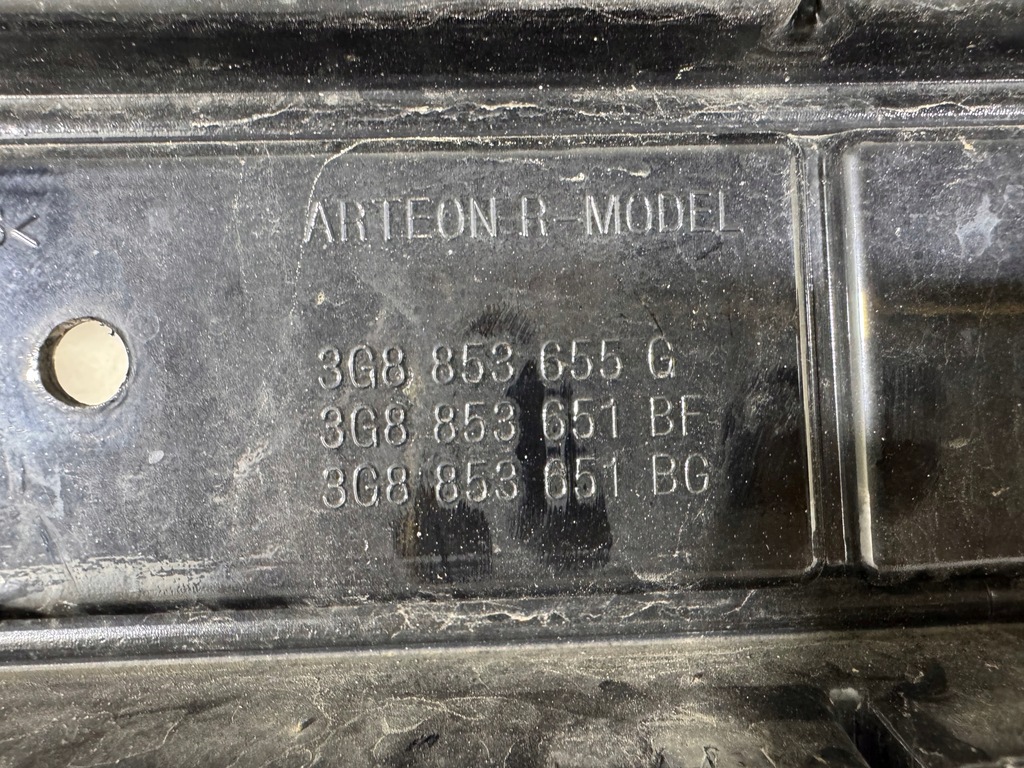 ARTEON R-MODEL
3G8 853 655 G
3G8 853 651 BF
3G8 853 651 BG